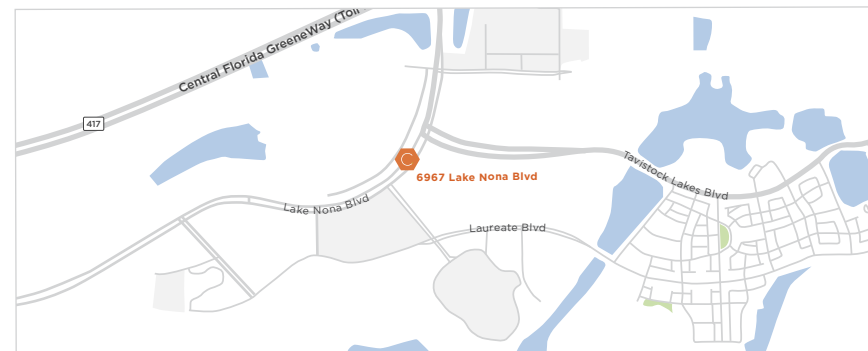 Central Florida GreeneWay (Toll
417
6967 Lake Nona Blvd
Tavistock Lakes Blvd
Lake Nona Blvd
Laureate Blvd